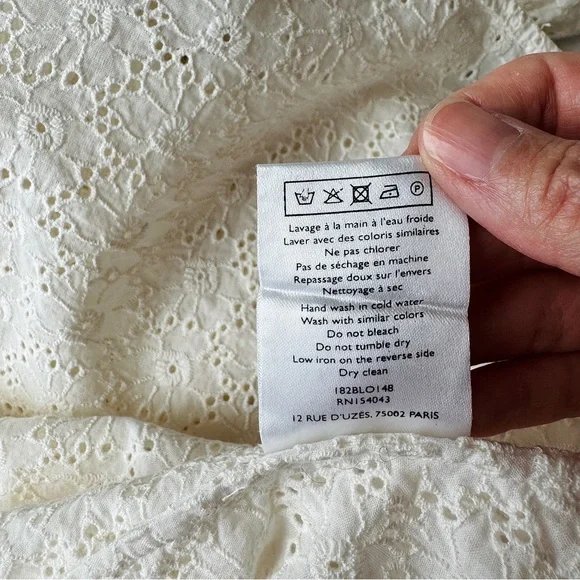 P
Lavage à la main à l'eau froide
Laver avec des coloris similaires
Ne pas chlorer
Pas de séchage en machine
Repassage doux sur l'envers
Nettoyage à sec
Hand wash in cold water
Wash with similar colors
Do not bleach
Do not tumble dry
Low iron on the reverse side
Dry clean
182BLO148
RN154043
12 RUE D'UZÉS, 75002 PARIS